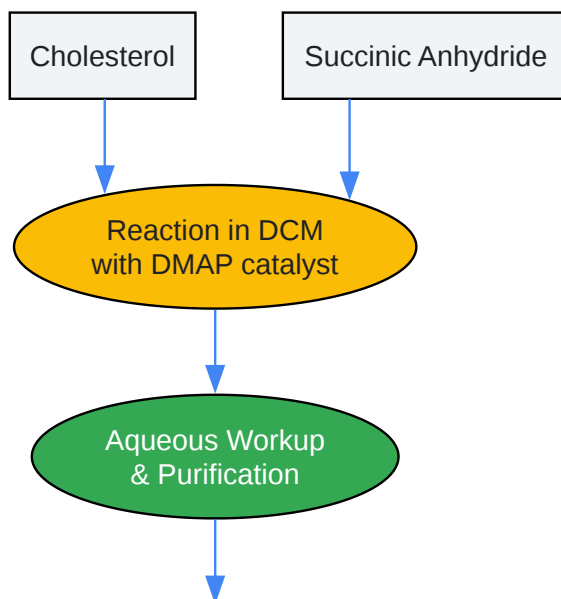 Cholesterol
Succinic Anhydride
Reaction in DCM
with DMAP catalyst
Aqueous Workup
& Purification